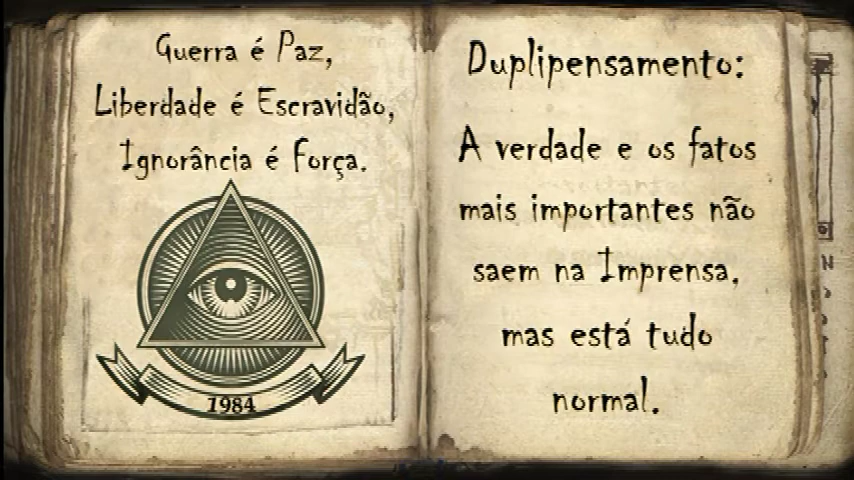 Guerra é Paz,
Liberdade é Escravidão,
Ignorância é Força.
1984
Duplipensamento:
A verdade e os fatos
mais importantes não
saem na Imprensa,
mas está tudo
normal.